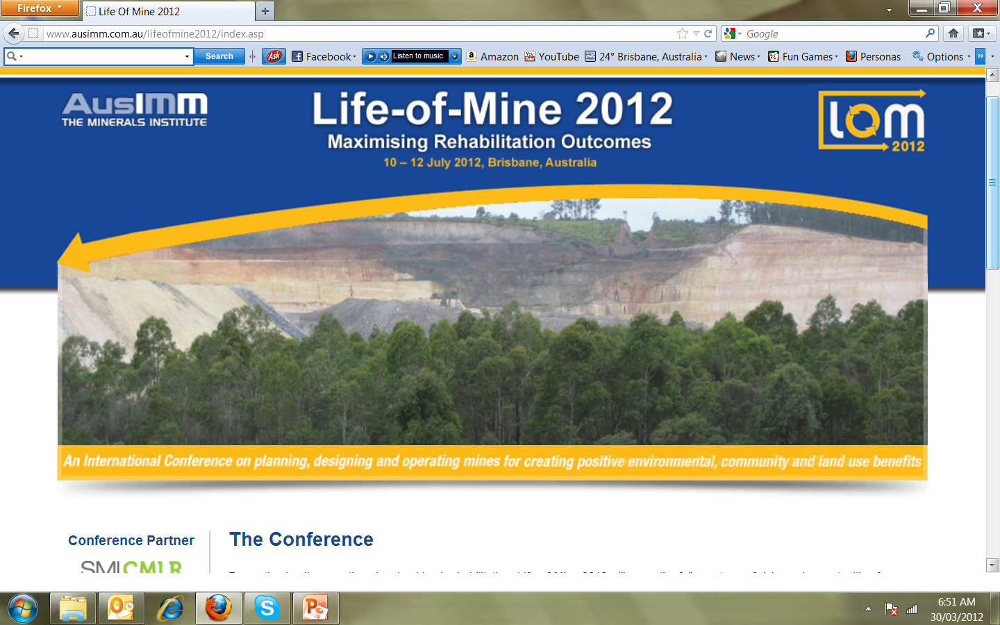 Firefox
Life Of Mine 2012
www.ausimm.com.au/lifeofmine2012/index.asp
Google
Search
Ask
Facebook
Listen to music
Amazon
YouTube
24° Brisbane, Australia
News
Fun Games
Personas
Options
»
AusIMM
THE MINERALS INSTITUTE
Life-of-Mine 2012
Maximising Rehabilitation Outcomes
10 – 12 July 2012, Brisbane, Australia
LOM
2012
An International Conference on planning, designing and operating mines for creating positive environmental, community and land use benefits
Conference Partner
SMI CMLR
The Conference
6:51 AM
30/03/2012